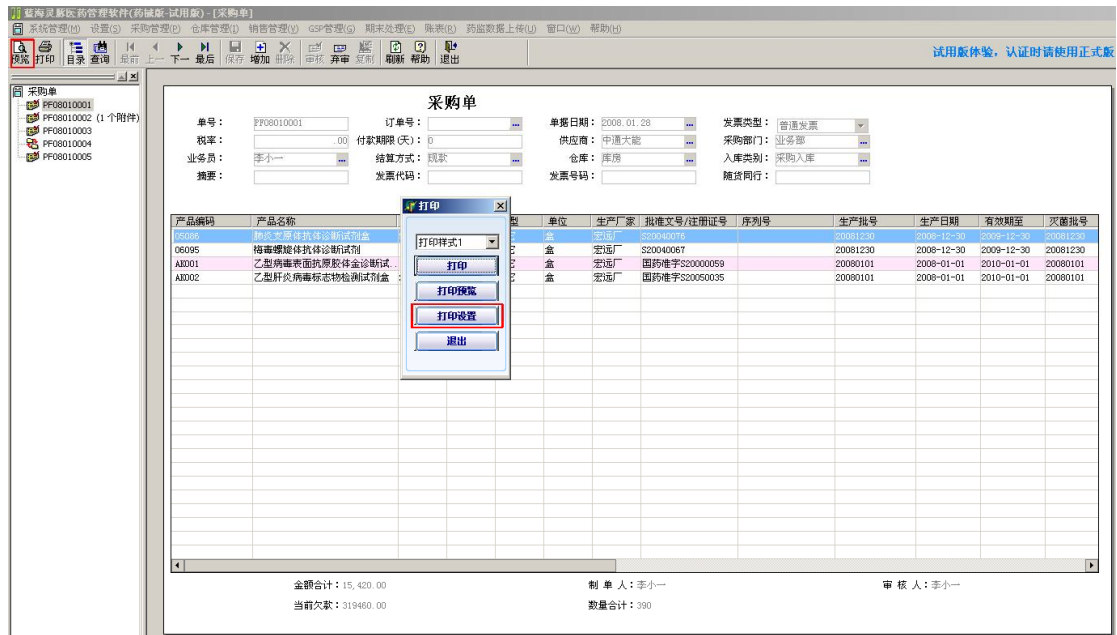 蓝海灵豚医药管理软件(药械版-试用版) - [采购单]
系统管理(M) 设置(S) 采购管理(P) 仓库管理(I) 销售管理(V) GSP管理(G) 期末处理(E) 账表(R) 药监数据上传(U) 窗口(W) 帮助(H)
预览 打印 目录 查询 最前 上一 下一 最后 保存 增加 删除 审核 弃审 复制 刷新 帮助 退出 试用版体验，认证时请使用正式版
采购单
PF08010001
PF08010002 (1 个附件)
PF08010003
PF08010004
PF08010005
采购单
单号： PF08010001 订单号： 单据日期： 2008.01.28 发票类型： 普通发票
税率： .00 付款期限(天)： 0 供应商： 中通大能 采购部门： 业务部
业务员： 李小一 结算方式： 现款 仓库： 库房 入库类别： 采购入库
摘要： 发票代码： 发票号码： 随货同行：
产品编码 产品名称 型 单位 生产厂家 批准文号/注册证号 序列号 生产批号 生产日期 有效期至 灭菌批号
05086 肺炎支原体抗体诊断试剂盒 盒 宏远厂 S20040076 20081230 2008-12-30 2009-12-30 20081230
06095 梅毒螺旋体抗体诊断试剂 盒 宏远厂 S20040067 20081230 2008-12-30 2009-12-30 20081230
AK001 乙型病毒表面抗原胶体金诊断试.. 盒 宏远厂 国药准字S20000059 20080101 2008-01-01 2010-01-01 20080101
AK002 乙型肝炎病毒标志物检测试剂盒 盒 宏远厂 国药准字S20050035 20080101 2008-01-01 2010-01-01 20080101
打印
打印样式1
打印
打印预览
打印设置
退出
金额合计：15,420.00 制 单 人：李小一 审 核 人：李小一
当前欠款：319460.00 数量合计：390